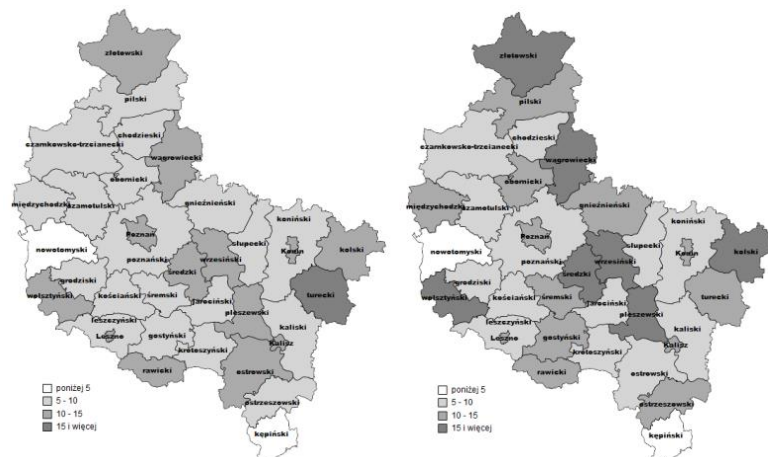 złotowski
pilski
chodzieski
czarnkowsko-trzcianecki
wągrowiecki
obornicki
międzychodzki
szamotulski
gnieźnieński
koniński
Poznań
słupecki
nowotomyski
Konin
kolski
poznański
wrzesiński
średzki
grodziski
wolsztyński
kościański
śremski
jarociński
turecki
pleszewski
leszczyński
kaliski
Leszno
gostyński
Kalisz
krotoszyński
rawicki
ostrowski
ostrzeszowski
kępiński
poniżej 5
5 - 10
10 - 15
15 i więcej
złotowski
pilski
chodzieski
czarnkowsko-trzcianecki
wągrowiecki
obornicki
międzychodzki
szamotulski
gnieźnieński
koniński
Poznań
słupecki
nowotomyski
Konin
kolski
poznański
wrzesiński
średzki
grodziski
wolsztyński
kościański
śremski
jarociński
turecki
pleszewski
leszczyński
kaliski
Leszno
gostyński
Kalisz
krotoszyński
rawicki
ostrowski
ostrzeszowski
kępiński
poniżej 5
5 - 10
10 - 15
15 i więcej